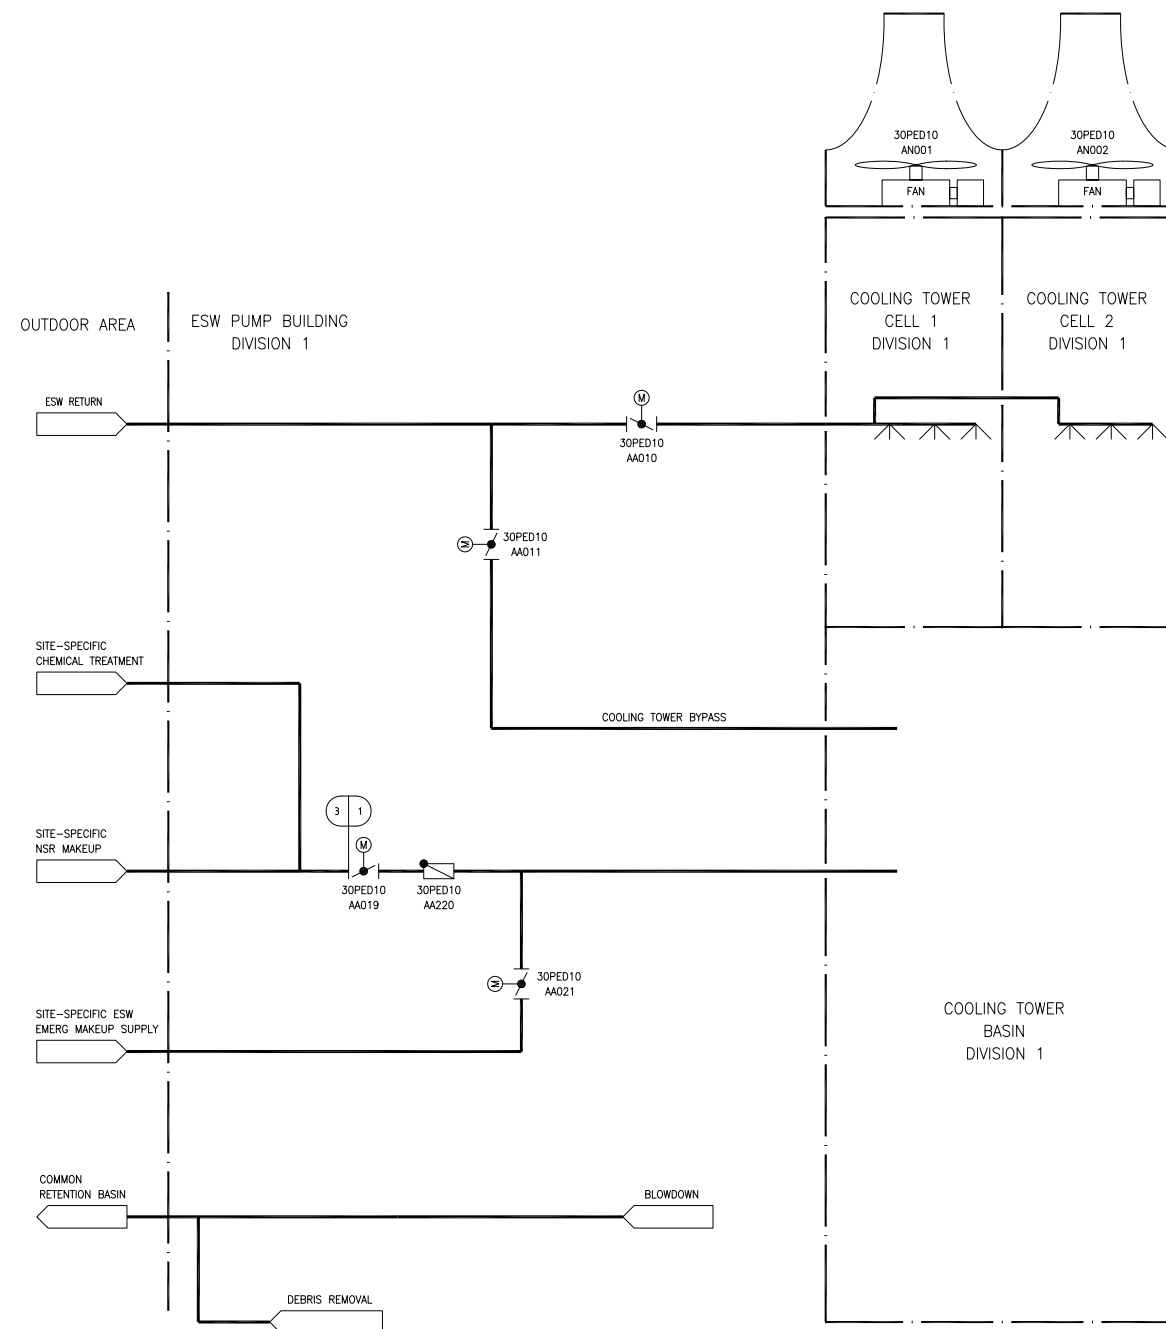 30PED10
AN001
FAN
30PED10
AN002
FAN
OUTDOOR AREA
ESW PUMP BUILDING
DIVISION 1
COOLING TOWER
CELL 1
DIVISION 1
COOLING TOWER
CELL 2
DIVISION 1
ESW RETURN
M
30PED10
AA010
M
30PED10
AA011
SITE-SPECIFIC
CHEMICAL TREATMENT
COOLING TOWER BYPASS
3 1
SITE-SPECIFIC
NSR MAKEUP
M
30PED10
AA019
30PED10
AA220
M
30PED10
AA021
SITE-SPECIFIC ESW
EMERG MAKEUP SUPPLY
COOLING TOWER
BASIN
DIVISION 1
COMMON
RETENTION BASIN
BLOWDOWN
DEBRIS REMOVAL